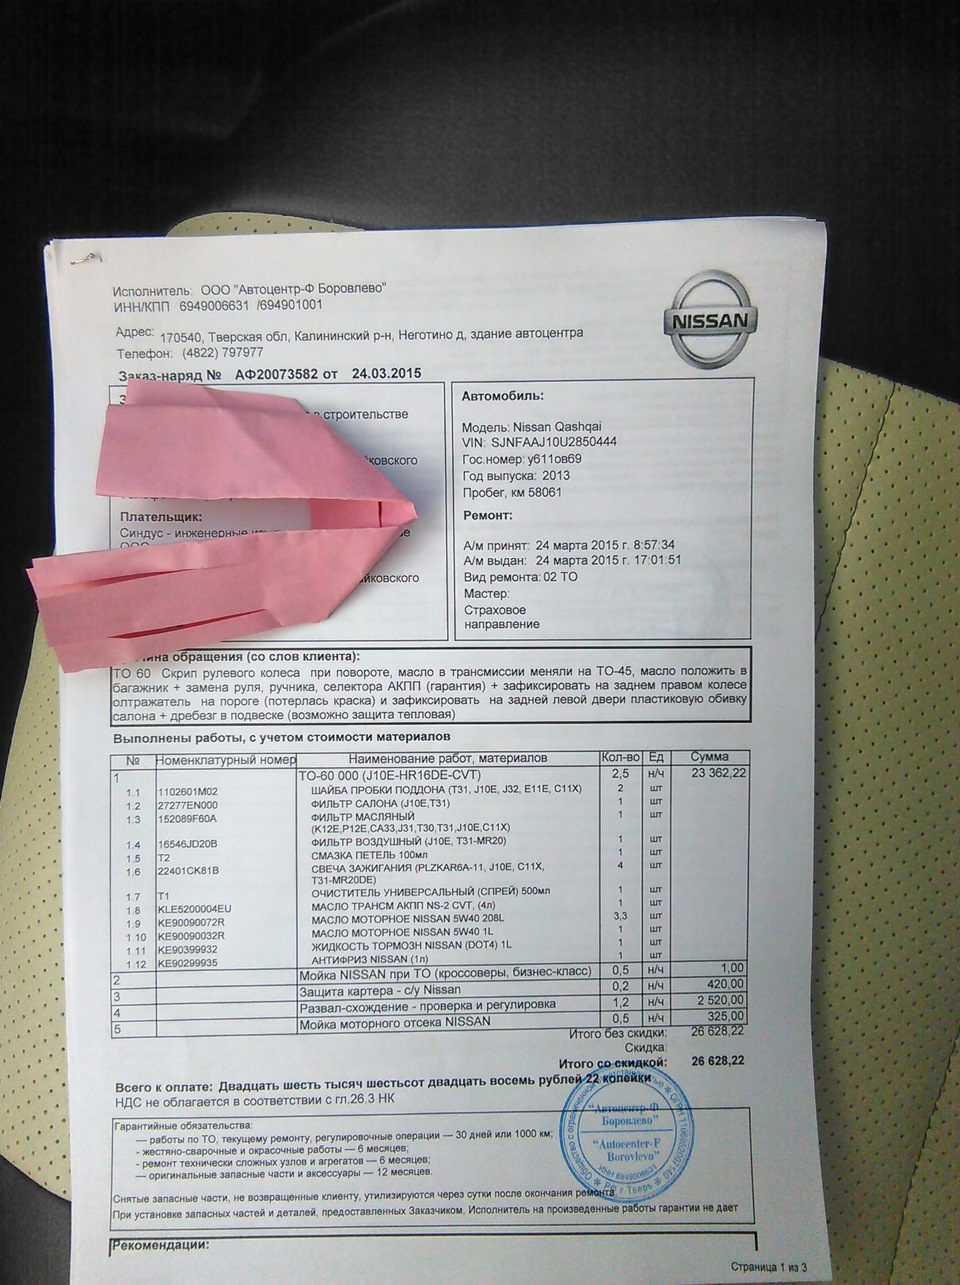 Исполнитель: ООО "Автоцентр-Ф Боровлево"
ИНН/КПП 6949006631 /694901001
NISSAN
Адрес: 170540, Тверская обл, Калининский р-н, Неготино д, здание автоцентра
Телефон: (4822) 797977
Заказ-наряд № АФ20073582 от 24.03.2015
в строительстве
Плательщик:
Синдус - инженерные
Автомобиль:
Модель: Nissan Qashqai
VIN: SJNFAAJ10U2850444
Гос.номер: у611ов69
Год выпуска: 2013
Пробег, км 58061
Ремонт:
А/м принят: 24 марта 2015 г. 8:57:34
А/м выдан: 24 марта 2015 г. 17:01:51
Вид ремонта: 02 ТО
Мастер:
Страховое
направление
обращения (со слов клиента):
ТО 60 Скрип рулевого колеса при повороте, масло в трансмиссии меняли на ТО-45, масло положить в
багажник + замена руля, ручника, селектора АКПП (гарантия) + зафиксировать на заднем правом колесе
олтражатель на пороге (потерлась краска) и зафиксировать на задней левой двери пластиковую обивку
салона + дребезг в подвеске (возможно защита тепловая)
Выполнены работы, с учетом стоимости материалов
№ Номенклатурный номер Наименование работ, материалов Кол-во Ед Сумма
1 ТО-60 000 (J10E-HR16DE-CVT) 2,5 н/ч 23 362,22
1.1 1102601M02 ШАЙБА ПРОБКИ ПОДДОНА (T31, J10E, J32, E11E, C11X) 2 шт
1.2 27277EN000 ФИЛЬТР САЛОНА (J10E,T31) 1 шт
1.3 152089F60A ФИЛЬТР МАСЛЯНЫЙ 1 шт
(K12E,P12E,CA33,J31,T30,T31,J10E,C11X)
1.4 16546JD20B ФИЛЬТР ВОЗДУШНЫЙ (J10E, T31-MR20) 1 шт
1.5 T2 СМАЗКА ПЕТЕЛЬ 100мл 1 шт
1.6 22401CK81B СВЕЧА ЗАЖИГАНИЯ (PLZKAR6A-11, J10E, C11X, 4 шт
T31-MR20DE)
1.7 T1 ОЧИСТИТЕЛЬ УНИВЕРСАЛЬНЫЙ (СПРЕЙ) 500мл 1 шт
1.8 KLE5200004EU МАСЛО ТРАНСМ АКПП NS-2 CVT, (4л) 1 шт
1.9 KE90090072R МАСЛО МОТОРНОЕ NISSAN 5W40 208L 3,3 шт
1.10 KE90090032R МАСЛО МОТОРНОЕ NISSAN 5W40 1L 1 шт
1.11 KE90399932 ЖИДКОСТЬ ТОРМОЗН NISSAN (DOT4) 1L 1 шт
1.12 KE90299935 АНТИФРИЗ NISSAN (1л) 1 шт
2 Мойка NISSAN при ТО (кроссоверы, бизнес-класс) 0,5 н/ч 1,00
3 Защита картера - с/у Nissan 0,2 н/ч 420,00
4 Развал-схождение - проверка и регулировка 1,2 н/ч 2 520,00
5 Мойка моторного отсека NISSAN 0,5 н/ч 325,00
Итого без скидки: 26 628,22
Скидка:
Итого со скидкой: 26 628,22
Всего к оплате: Двадцать шесть тысяч шестьсот двадцать восемь рублей 22 копейки
НДС не облагается в соответствии с гл.26.3 НК
Гарантийные обязательства:
— работы по ТО, текущему ремонту, регулировочные операции — 30 дней или 1000 км;
- жестяно-сварочные и окрасочные работы — 6 месяцев;
- ремонт технически сложных узлов и агрегатов — 6 месяцев;
— оригинальные запасные части и аксессуары — 12 месяцев.
"Автоцентр-Ф
Боровлево"
"Autocenter-F
Borovlevo"
ИНН 6949006631
РФ г.Тверь
Снятые запасные части, не возвращенные клиенту, утилизируются через сутки после окончания ремонта
При установке запасных частей и деталей, предоставленных Заказчиком, Исполнитель на произведенные работы гарантии не дает
Рекомендации:
Страница 1 из 3